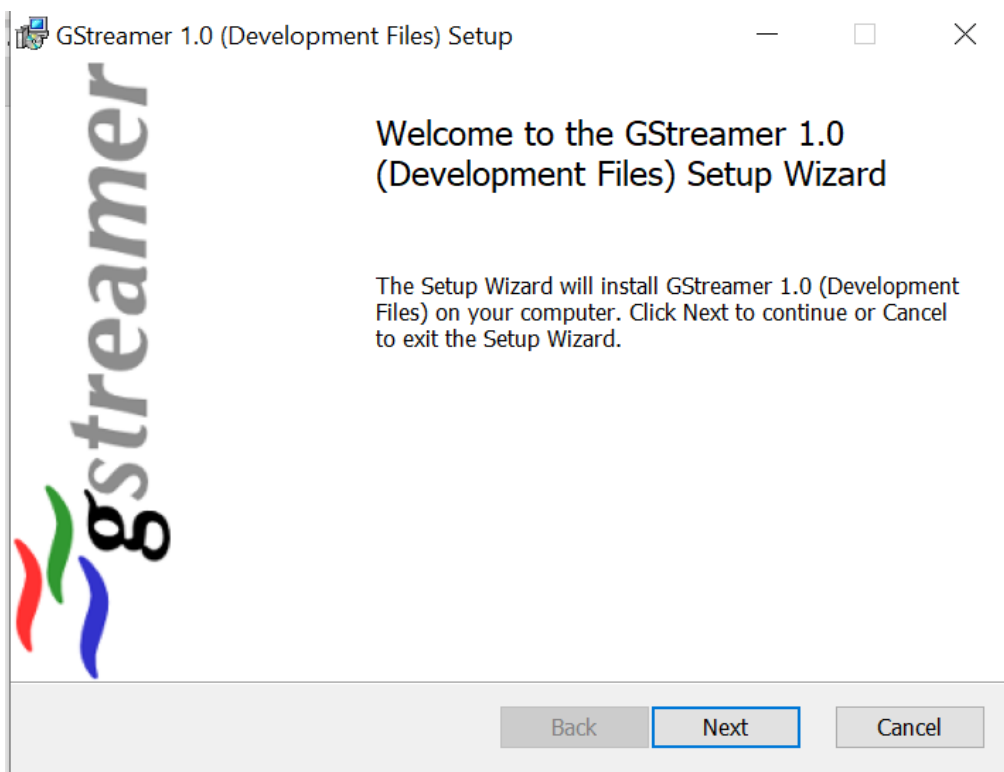 GStreamer 1.0 (Development Files) Setup
gstreamer
Welcome to the GStreamer 1.0
(Development Files) Setup Wizard
The Setup Wizard will install GStreamer 1.0 (Development
Files) on your computer. Click Next to continue or Cancel
to exit the Setup Wizard.
Back
Next
Cancel